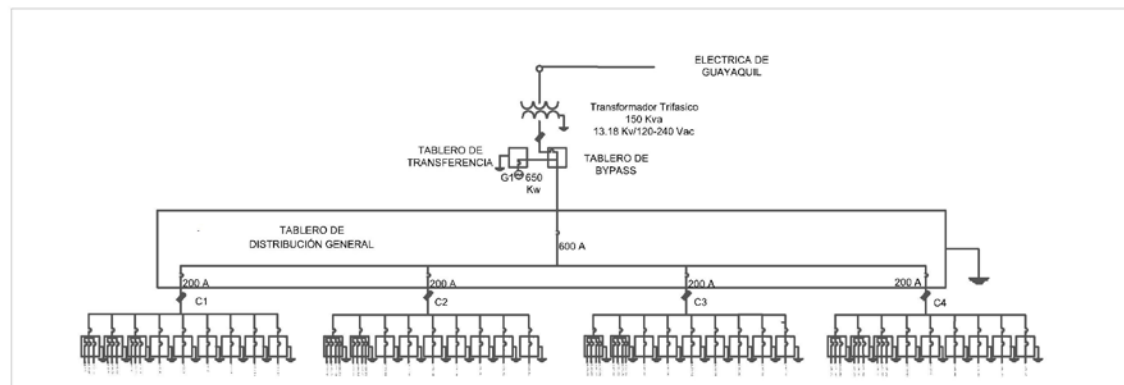 ELECTRICA DE
GUAYAQUIL
Transformador Trifasico
150 Kva
13.18 Kv/120-240 Vac
TABLERO DE
TRANSFERENCIA
TABLERO DE
BYPASS
G1 650
Kw
TABLERO DE
DISTRIBUCIÓN GENERAL
600 A
200 A
200 A
200 A
200 A
C1
C2
C3
C4